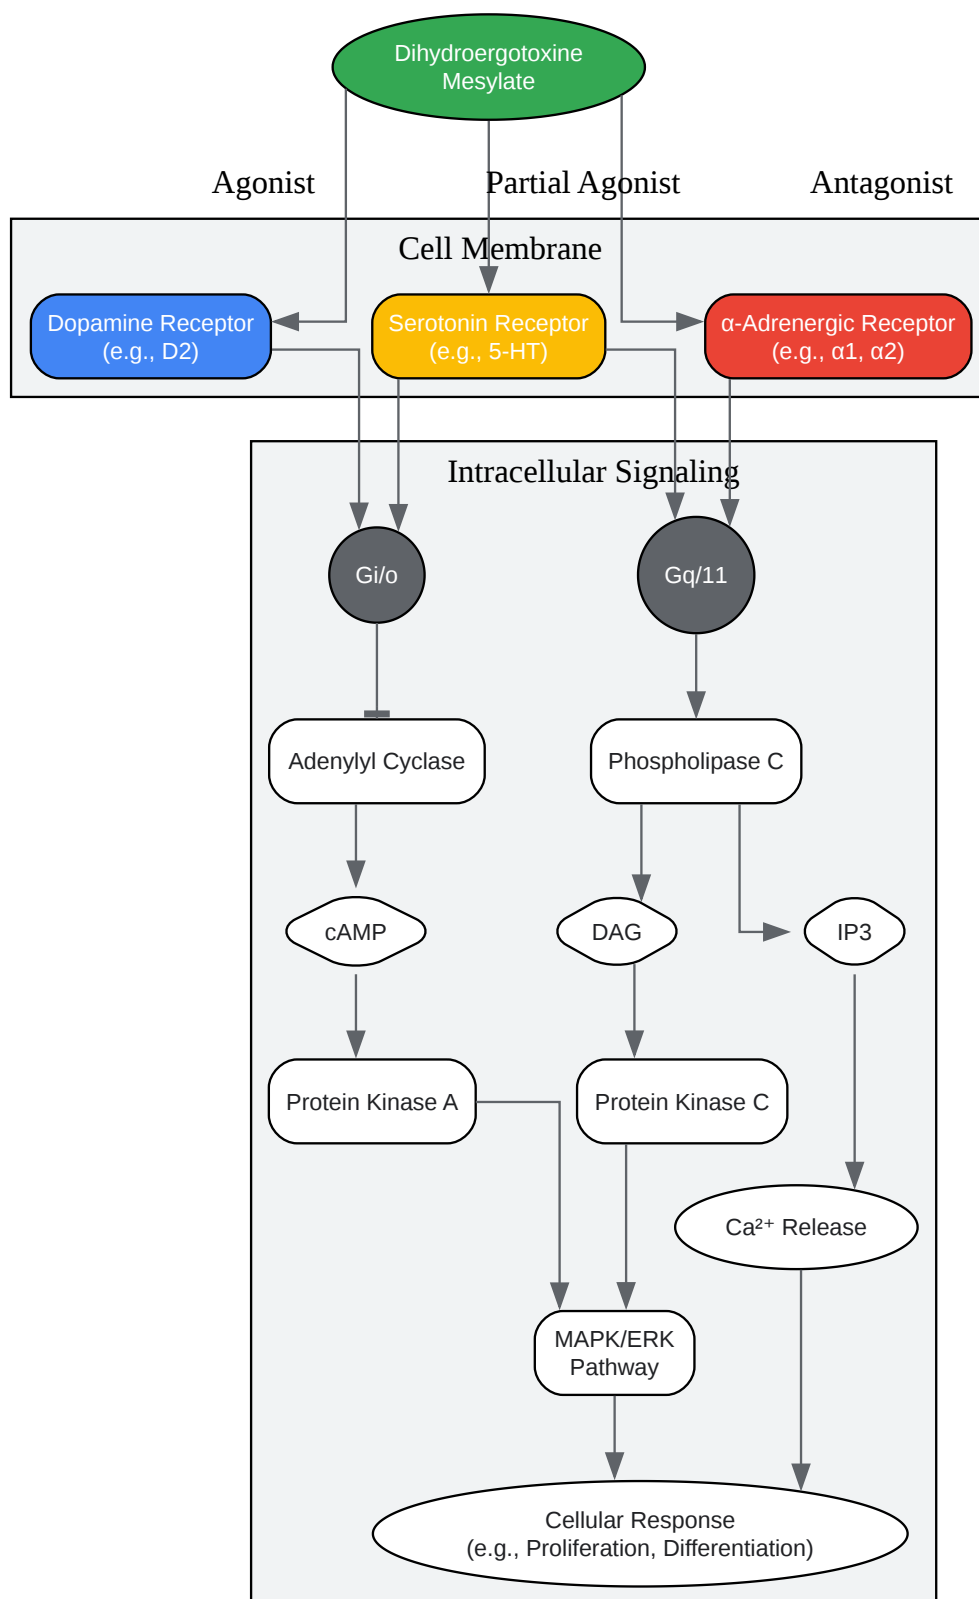 Dihydroergotoxine
Mesylate
Agonist
Partial Agonist
Antagonist
Cell Membrane
Dopamine Receptor
(e.g., D2)
Serotonin Receptor
(e.g., 5-HT)
α-Adrenergic Receptor
(e.g., α1, α2)
Intracellular Signaling
Gi/o
Gq/11
Adenylyl Cyclase
Phospholipase C
cAMP
DAG
IP3
Protein Kinase A
Protein Kinase C
Ca²⁺ Release
MAPK/ERK
Pathway
Cellular Response
(e.g., Proliferation, Differentiation)